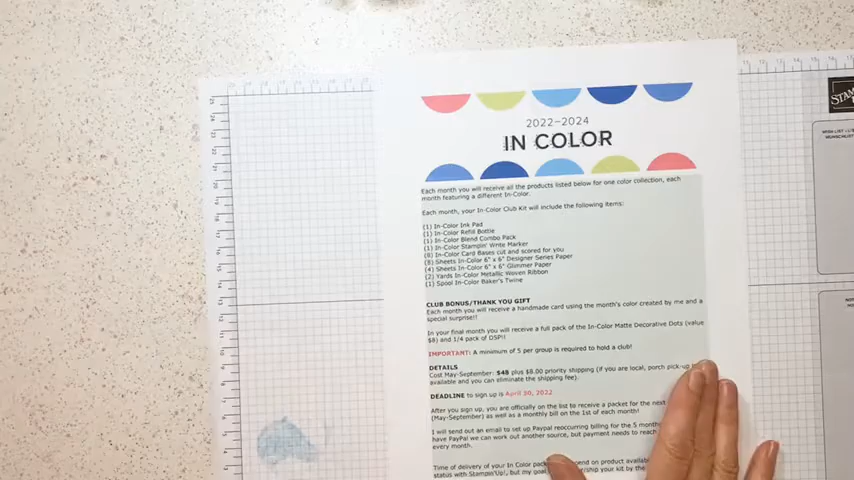 2022–2024
IN COLOR
Each month you will receive all the products listed below for one color collection, each
month featuring a different In-Color.
Each month, your In-Color Club Kit will include the following items:
(1) In-Color Ink Pad
(1) In-Color Refill Bottle
(1) In-Color Blend Combo Pack
(1) In-Color Stampin' Write Marker
(8) In-Color Card Bases cut and scored for you
(8) Sheets In-Color 6" x 6" Designer Series Paper
(4) Sheets In-Color 6" x 6" Glimmer Paper
(2) Yards In-Color Metallic Woven Ribbon
(1) Spool In-Color Baker's Twine
CLUB BONUS/THANK YOU GIFT
Each month you will receive a handmade card using the month's color created by me and a
special surprise!!
In your final month you will receive a full pack of the In-Color Matte Decorative Dots (value
$8) and 1/4 pack of DSP!!
IMPORTANT: A minimum of 5 per group is required to hold a club!
DETAILS
Cost May-September: $48 plus $8.00 priority shipping (if you are local, porch pick-up
available and you can eliminate the shipping fee).
DEADLINE to sign up is April 30, 2022
After you sign up, you are officially on the list to receive a packet for the next
(May-September) as well as a monthly bill on the 1st of each month!
I will send out an email to set up Paypal reoccurring billing for the 5 month
have PayPal we can work out another source, but payment needs to reach
every month.
Time of delivery of your In Color depend on product
status with Stampin'Up!, but my your kit by the
STAM